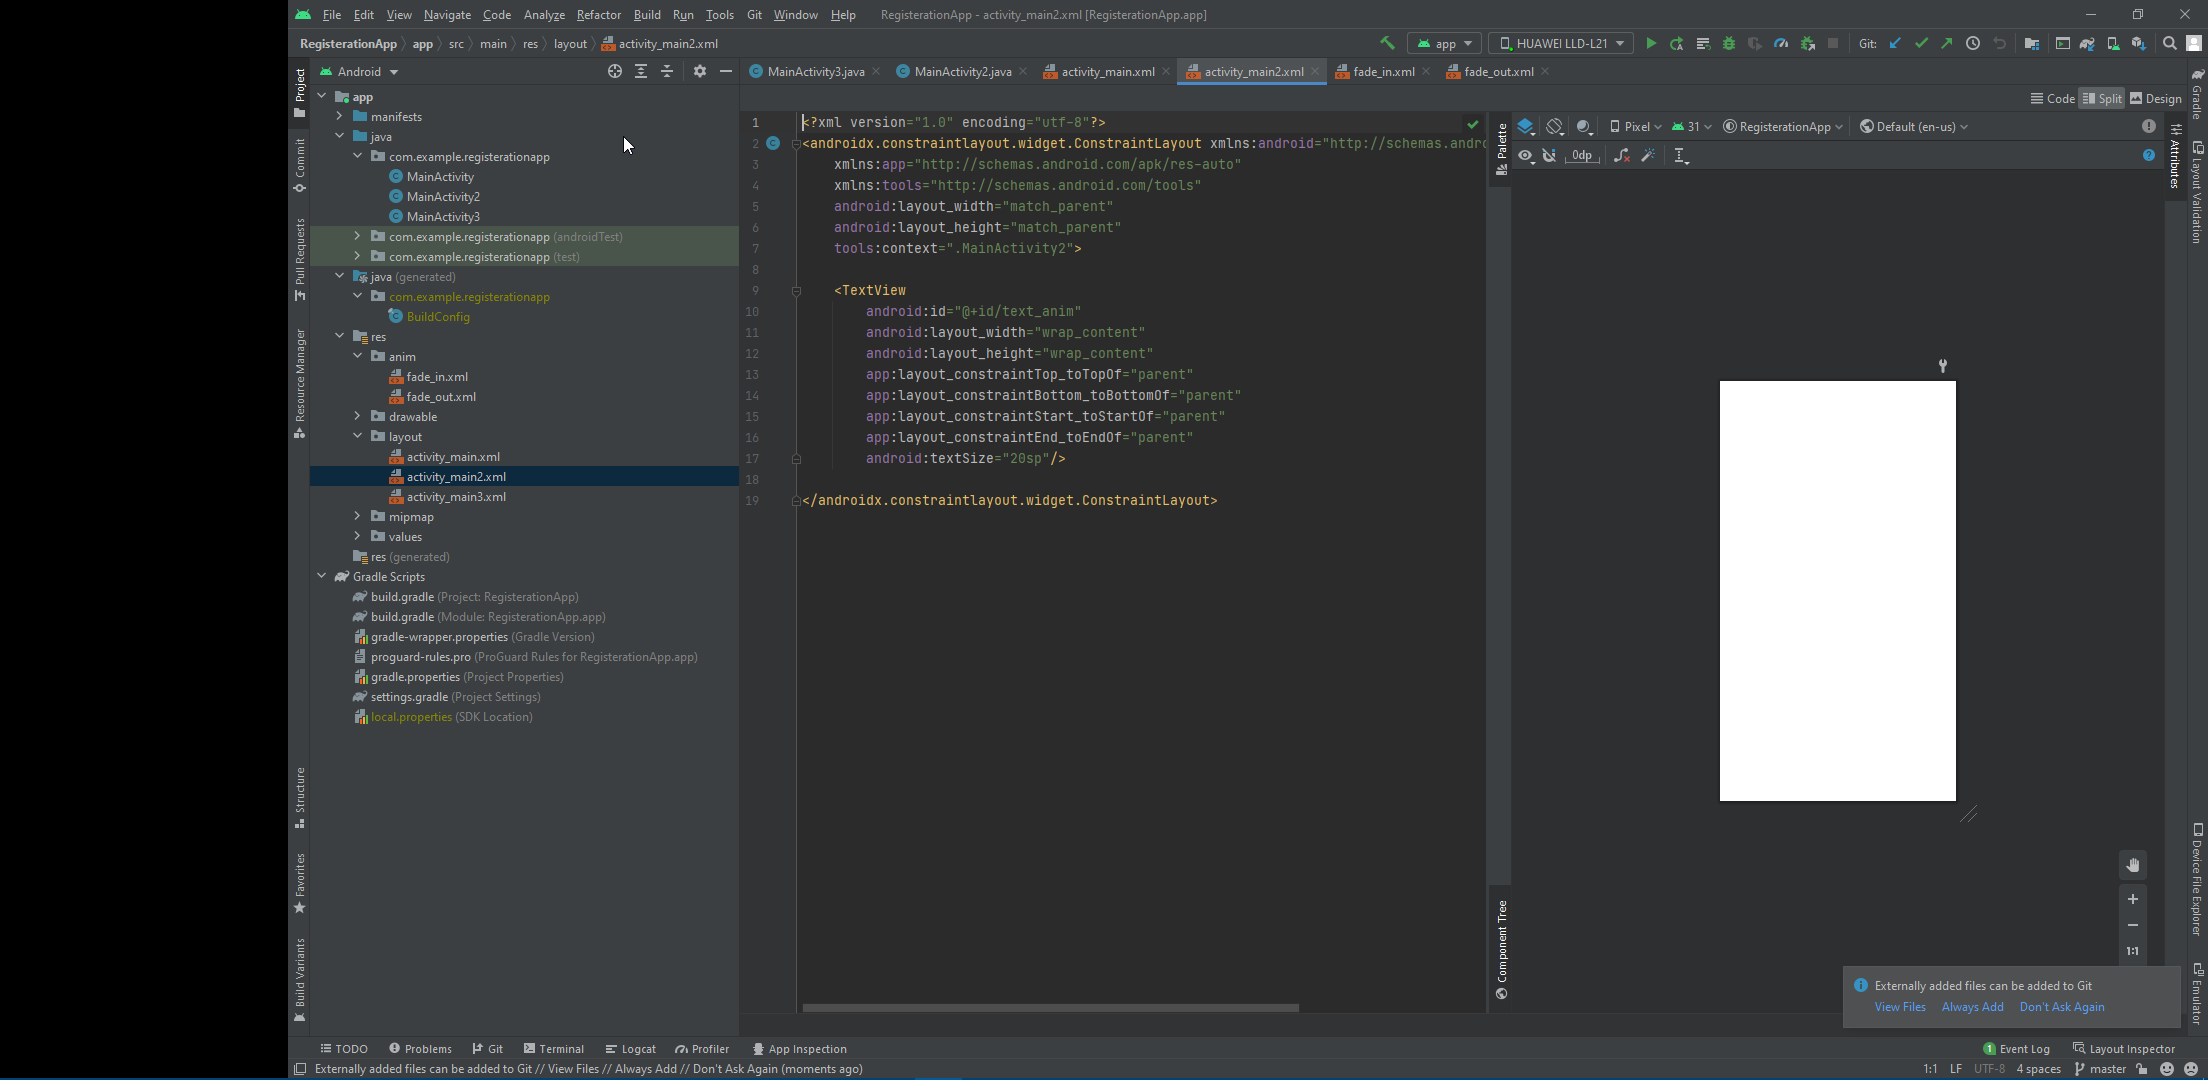 File Edit View Navigate Code Analyze Refactor Build Run Tools Git Window Help RegisterationApp - activity_main2.xml [RegisterationApp.app]
RegisterationApp app src main res layout activity_main2.xml app HUAWEI LLD-L21 Git:
Project
Commit
Pull Requests
Resource Manager
Structure
Favorites
Build Variants
Android
app
manifests
java
com.example.registerationapp
MainActivity
MainActivity2
MainActivity3
com.example.registerationapp (androidTest)
com.example.registerationapp (test)
java (generated)
com.example.registerationapp
BuildConfig
res
anim
fade_in.xml
fade_out.xml
drawable
layout
activity_main.xml
activity_main2.xml
activity_main3.xml
mipmap
values
res (generated)
Gradle Scripts
build.gradle (Project: RegisterationApp)
build.gradle (Module: RegisterationApp.app)
gradle-wrapper.properties (Gradle Version)
proguard-rules.pro (ProGuard Rules for RegisterationApp.app)
gradle.properties (Project Properties)
settings.gradle (Project Settings)
local.properties (SDK Location)
MainActivity3.java MainActivity2.java activity_main.xml activity_main2.xml fade_in.xml fade_out.xml
Code Split Design
1 <?xml version="1.0" encoding="utf-8"?>
2 <androidx.constraintlayout.widget.ConstraintLayout xmlns:android="http://schemas.andro
3 xmlns:app="http://schemas.android.com/apk/res-auto"
4 xmlns:tools="http://schemas.android.com/tools"
5 android:layout_width="match_parent"
6 android:layout_height="match_parent"
7 tools:context=".MainActivity2">
8
9 <TextView
10 android:id="@+id/text_anim"
11 android:layout_width="wrap_content"
12 android:layout_height="wrap_content"
13 app:layout_constraintTop_toTopOf="parent"
14 app:layout_constraintBottom_toBottomOf="parent"
15 app:layout_constraintStart_toStartOf="parent"
16 app:layout_constraintEnd_toEndOf="parent"
17 android:textSize="20sp"/>
18
19 </androidx.constraintlayout.widget.ConstraintLayout>
Palette
Component Tree
Pixel 31 RegisterationApp Default (en-us)
0dp
Attributes
Gradle
Layout Validation
Device File Explorer
Emulator
1:1
Externally added files can be added to Git
View Files Always Add Don't Ask Again
TODO Problems Git Terminal Logcat Profiler App Inspection 1 Event Log Layout Inspector
Externally added files can be added to Git // View Files // Always Add // Don't Ask Again (moments ago) 1:1 LF UTF-8 4 spaces master